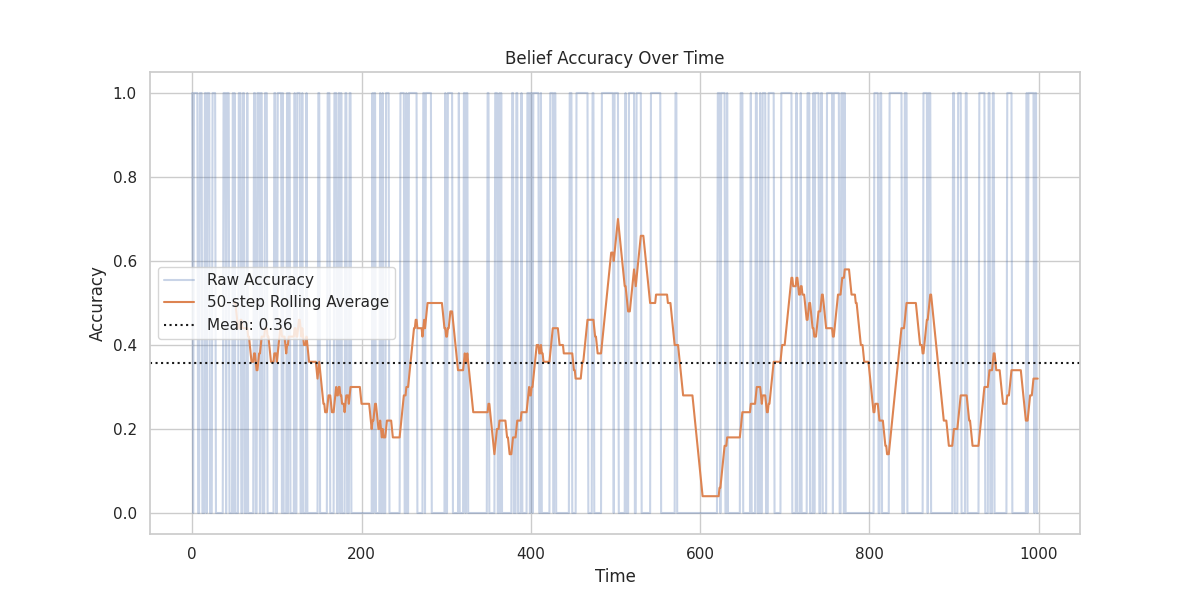 Belief Accuracy Over Time
Accuracy
1.0
0.8
0.6
0.4
0.2
0.0
Raw Accuracy
50-step Rolling Average
Mean: 0.36
0
200
400
600
800
1000
Time